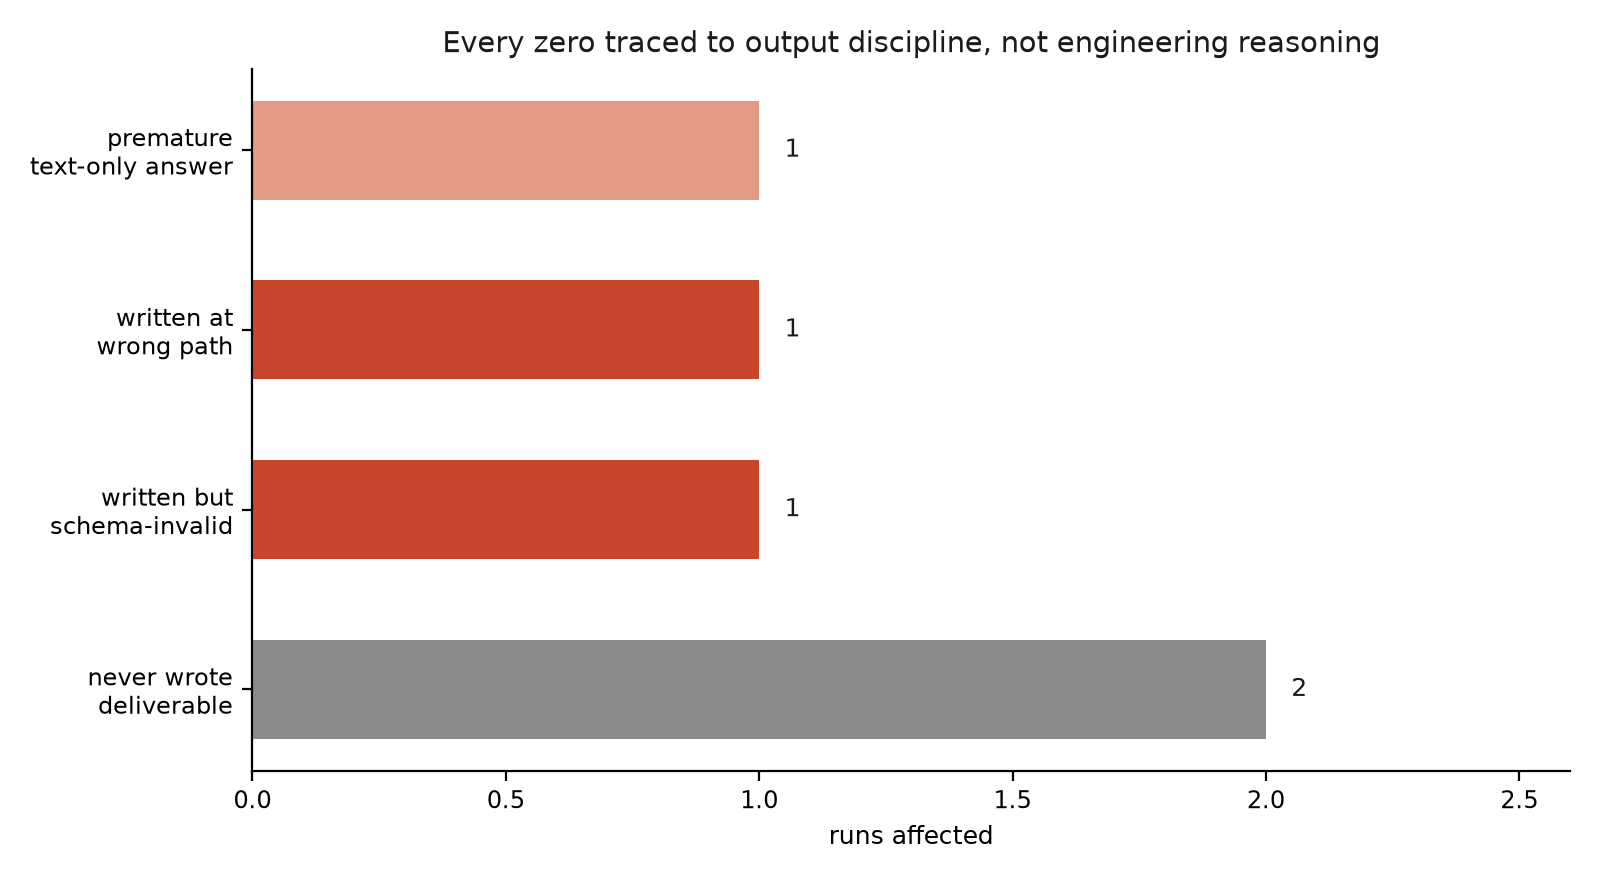 Every zero traced to output discipline, not engineering reasoning
premature
text-only answer
1
written at
wrong path
1
written but
schema-invalid
1
never wrote
deliverable
2
0.0
0.5
1.0
1.5
2.0
2.5
runs affected